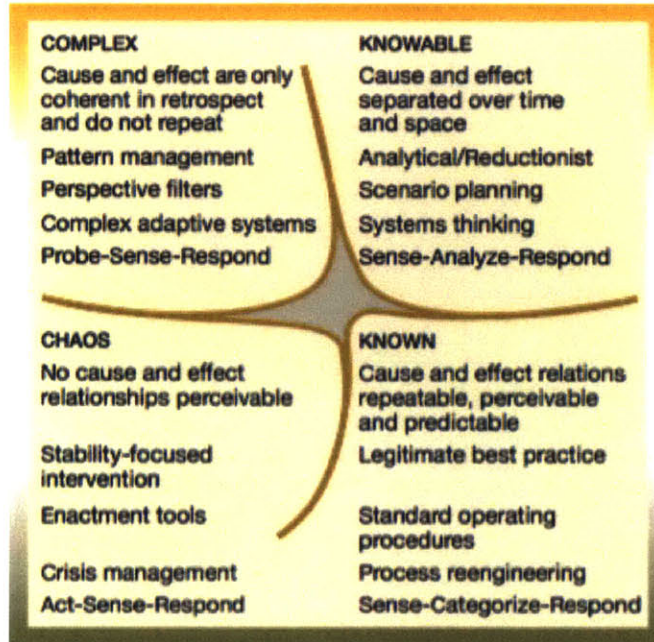 COMPLEX
Cause and effect are only
coherent in retrospect
and do not repeat
Pattern management
Perspective filters
Complex adaptive systems
Probe-Sense-Respond
KNOWABLE
Cause and effect
separated over time
and space
Analytical/Reductionist
Scenario planning
Systems thinking
Sense-Analyze-Respond
CHAOS
No cause and effect
relationships perceivable
Stability-focused
intervention
Enactment tools
Crisis management
Act-Sense-Respond
KNOWN
Cause and effect relations
repeatable, perceivable
and predictable
Legitimate best practice
Standard operating
procedures
Process reengineering
Sense-Categorize-Respond